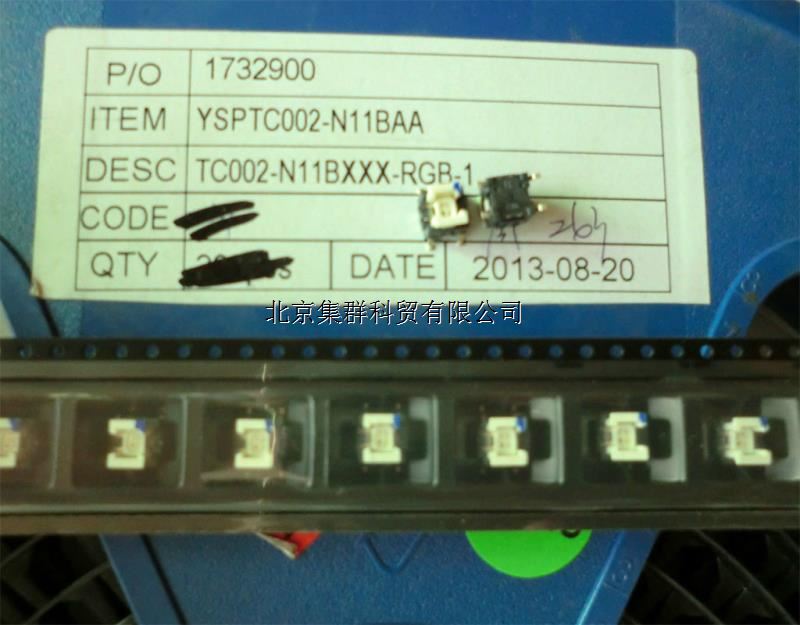 P/O 1732900
ITEM YSPTC002-N11BAA
DESC TC002-N11BXXX-RGB-1
CODE
QTY DATE 2013-08-20
北京集群科贸有限公司